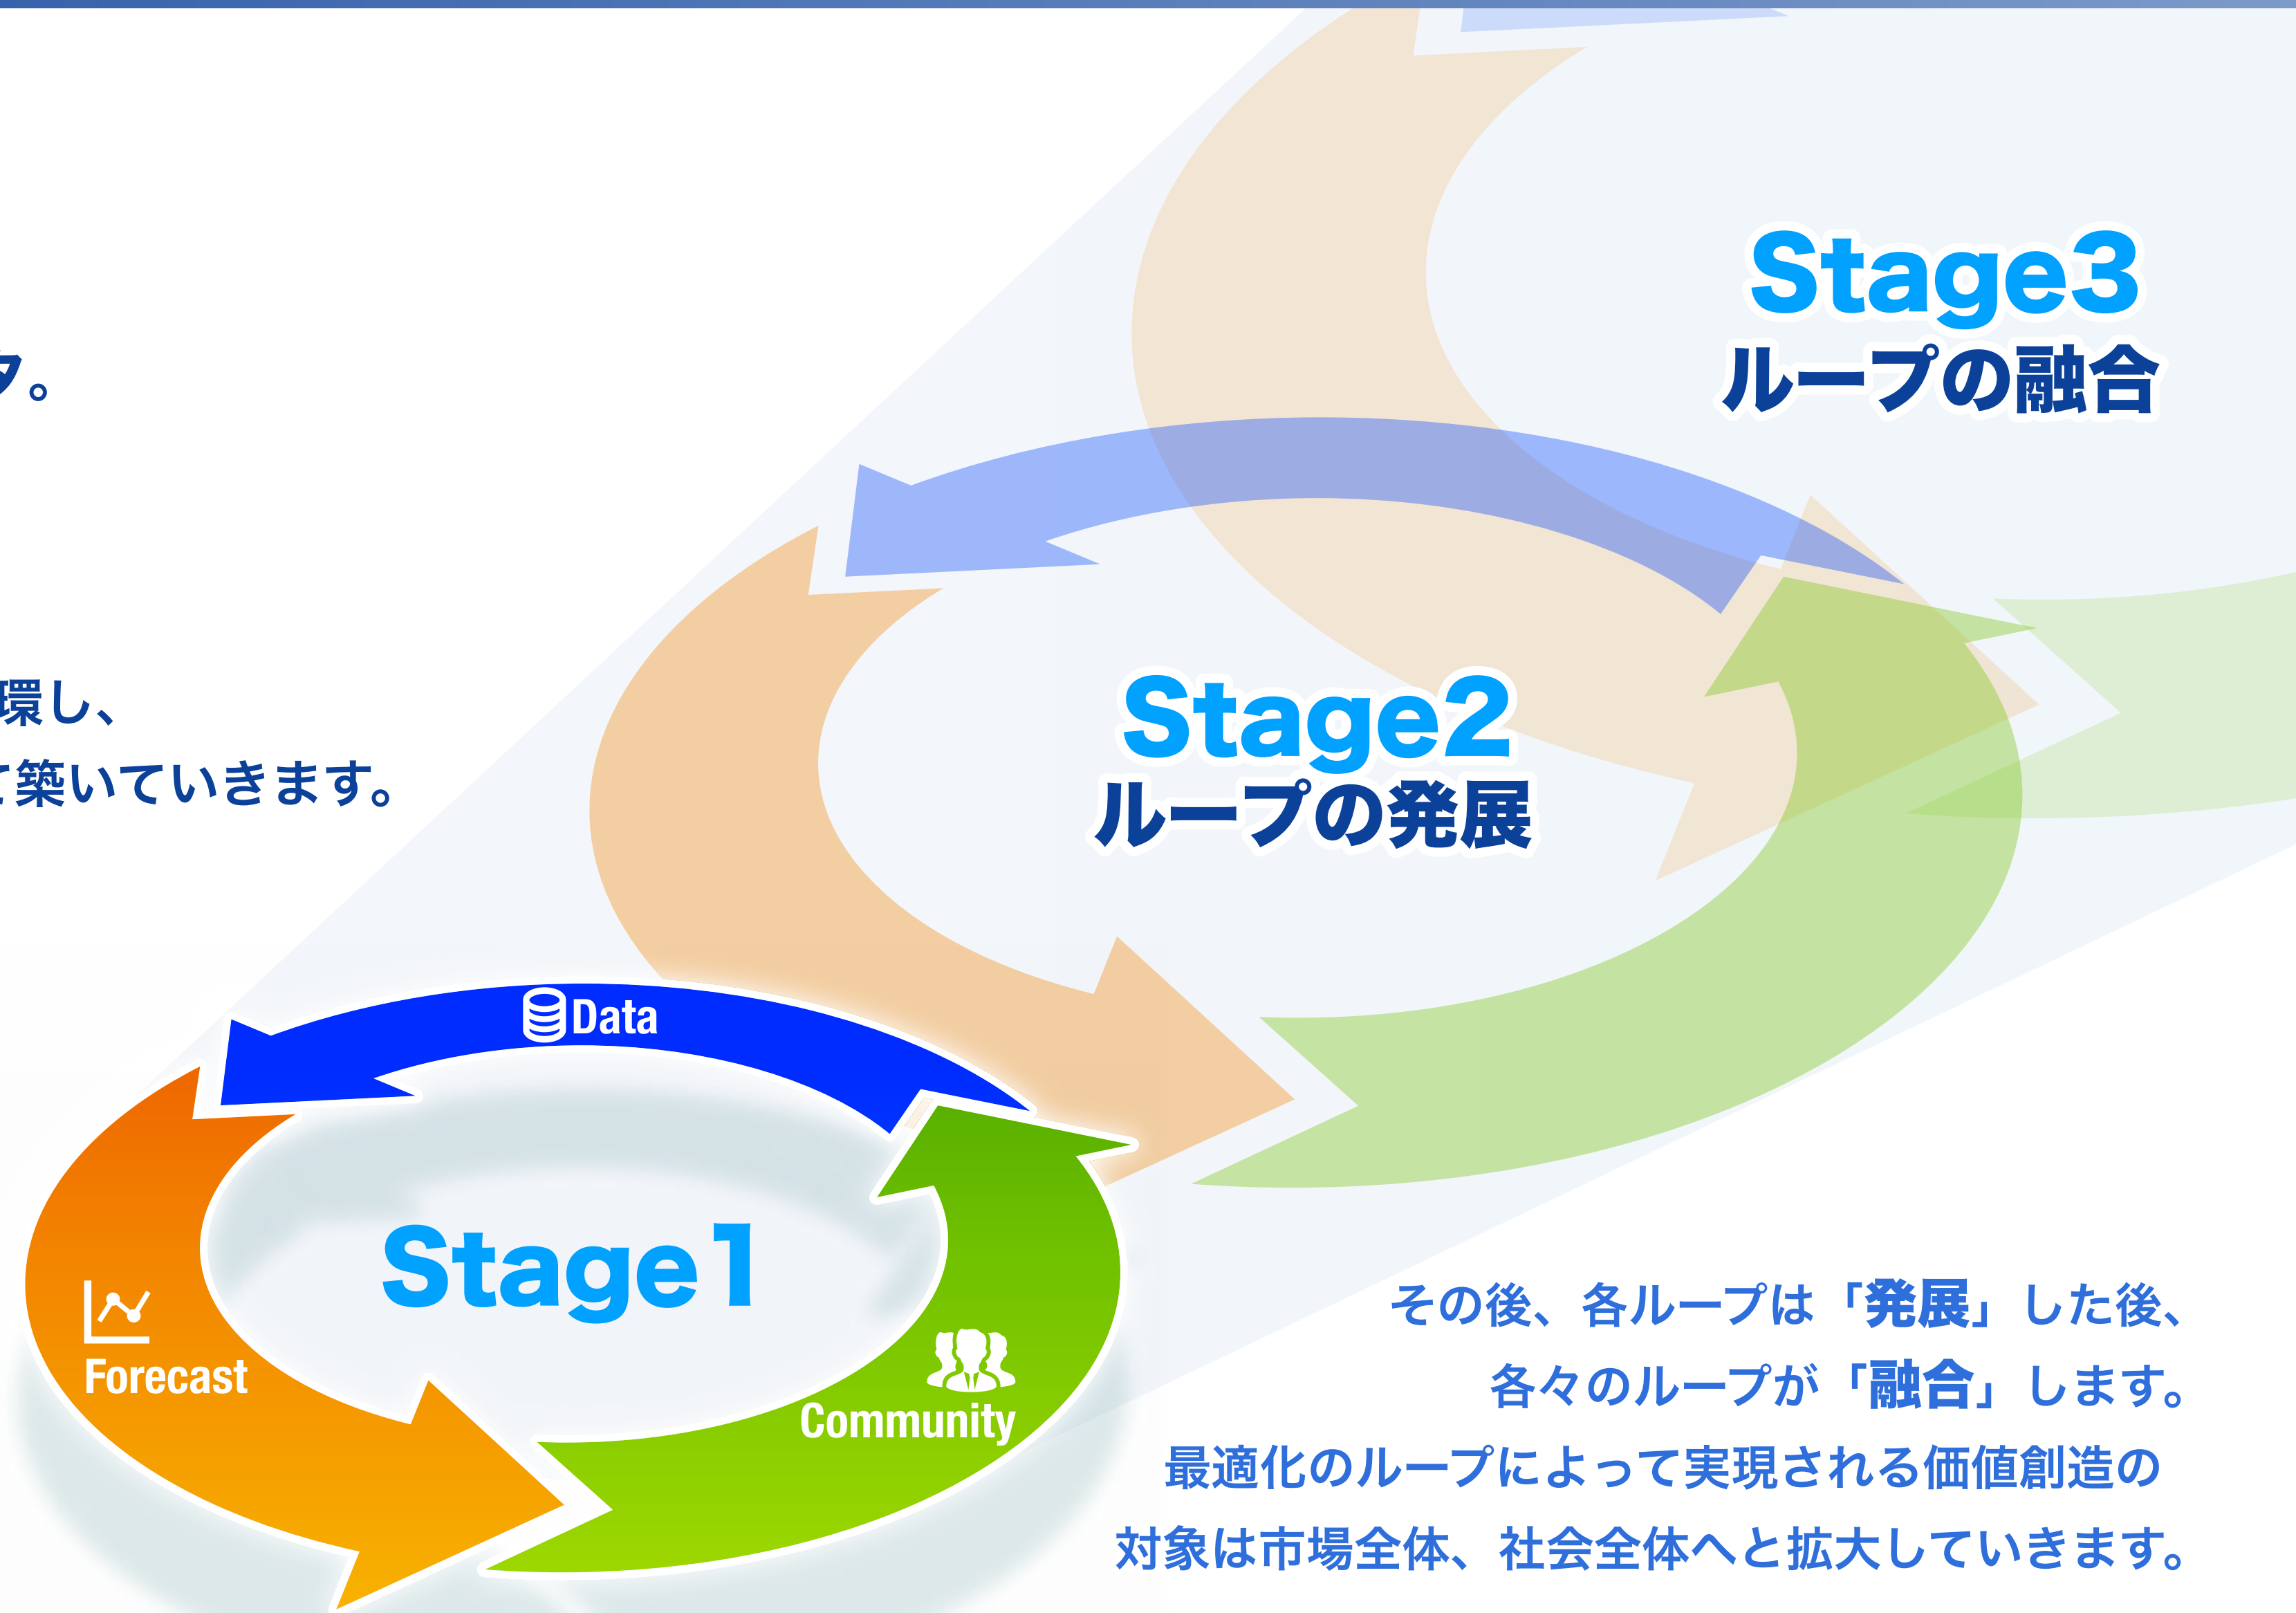 Stage3
ループの融合
タ。
環し、
て築いていきます。
Stage2
ループの発展
Data
Stage1
Forecast
Community
その後、各ループは「発展」した後、
各々のループが「融合」します。
最適化のループによって実現される価値創造の
対象は市場全体、社会全体へと拡大していきます。